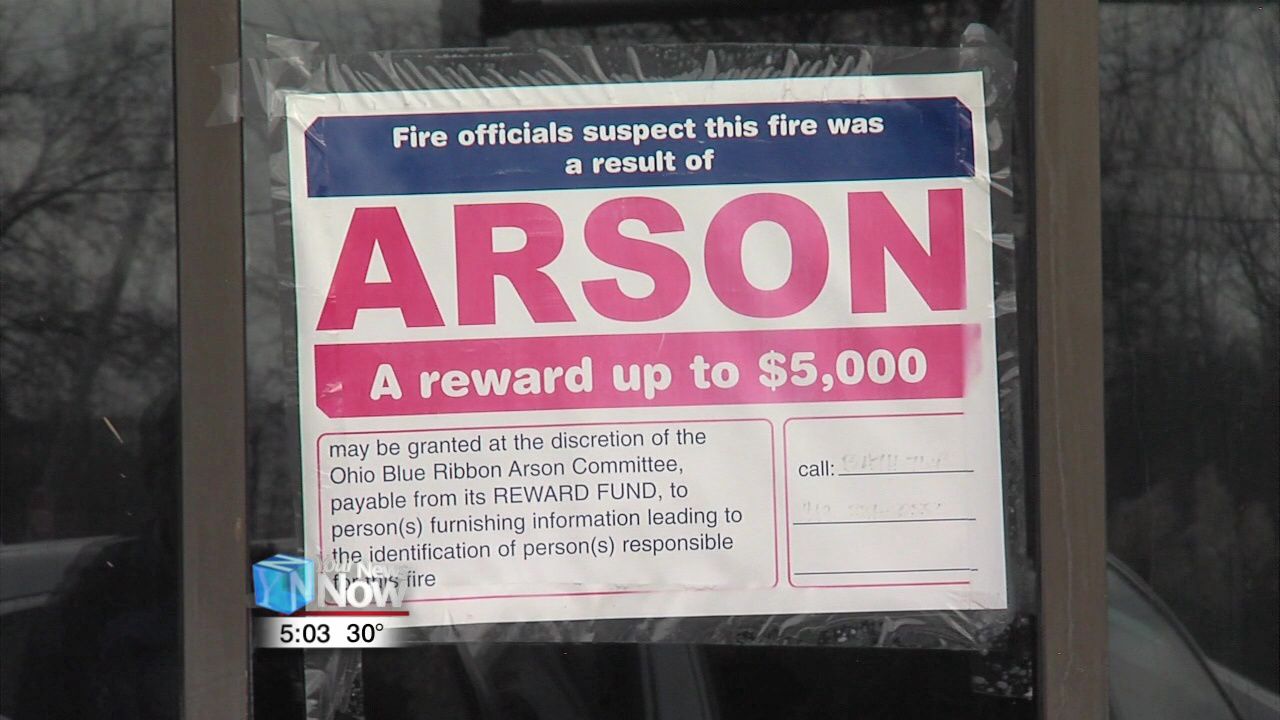 Fire officials suspect this fire was
a result of
ARSON
A reward up to $5,000
may be granted at the discretion of the
Ohio Blue Ribbon Arson Committee,
payable from its REWARD FUND, to
person(s) furnishing information leading to
the identification of person(s) responsible
for this fire
call:
Your News
NOW
5:03 30°